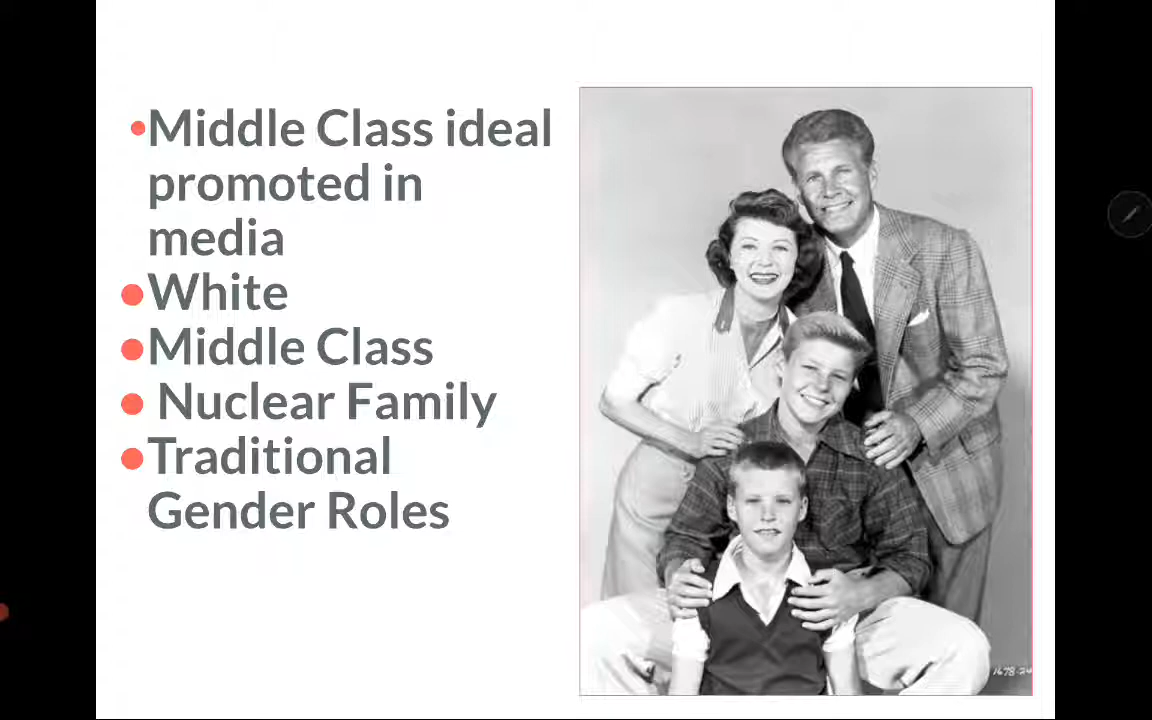 •Middle Class ideal
promoted in
media
●White
●Middle Class
● Nuclear Family
●Traditional
Gender Roles
1678-24